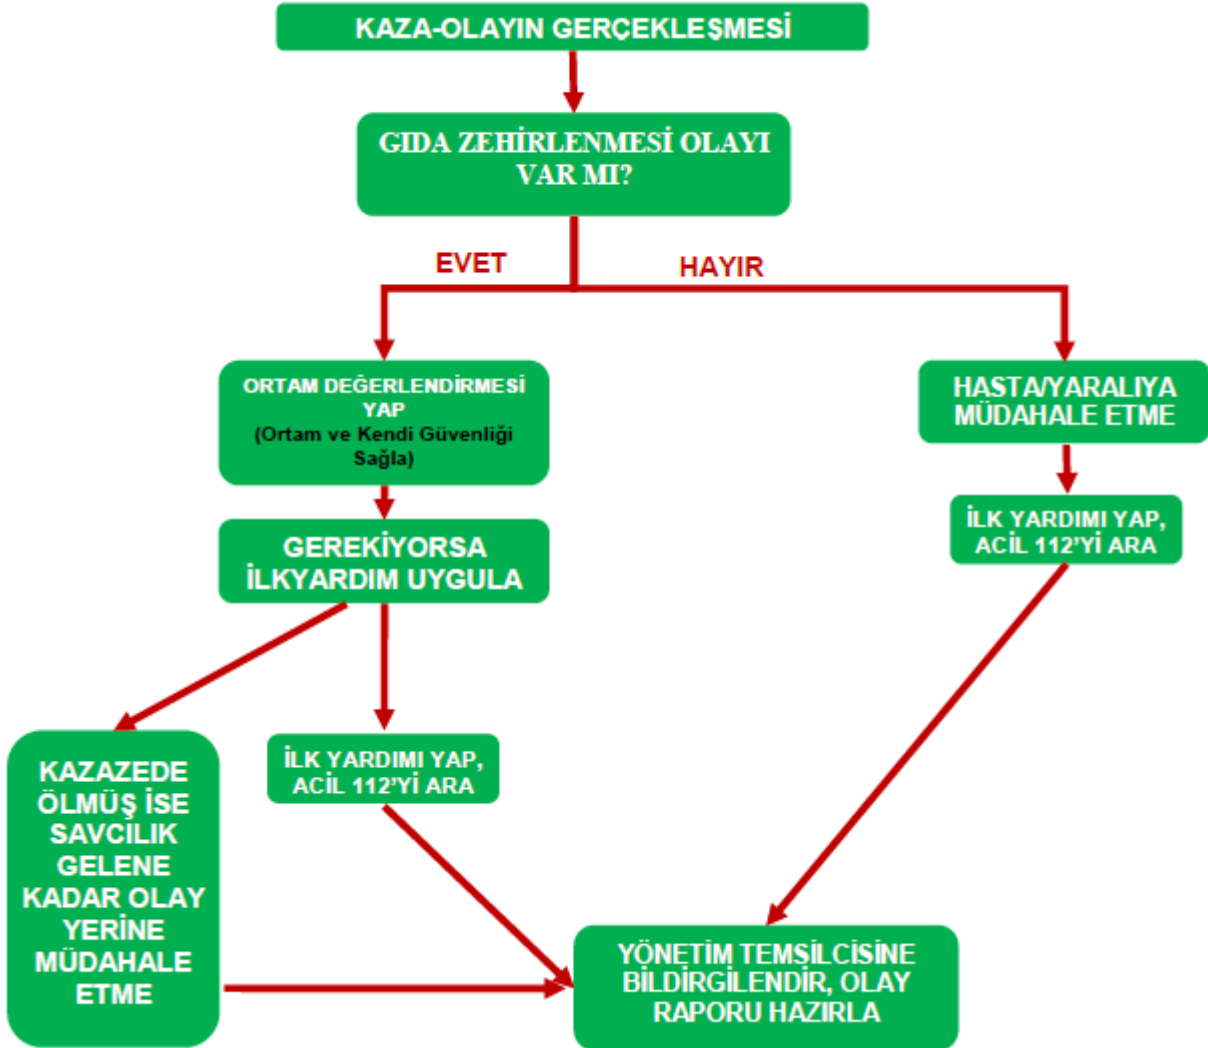 KAZA-OLAYIN GERÇEKLEŞMESİ
GIDA ZEHİRLENMESİ OLAYI
VAR MI?
EVET
HAYIR
ORTAM DEĞERLENDİRMESİ
YAP
(Ortam ve Kendi Güvenliği
Sağla)
HASTA/YARALIYA
MÜDAHALE ETME
GEREKİYORSA
İLKYARDIM UYGULA
İLK YARDIMI YAP,
ACİL 112'Yİ ARA
KAZAZEDE
ÖLMÜŞ İSE
SAVCILIK
GELENE
KADAR OLAY
YERİNE
MÜDAHALE
ETME
İLK YARDIMI YAP,
ACİL 112'Yİ ARA
YÖNETİM TEMSİLCİSİNE
BİLDİRGİLENDİR, OLAY
RAPORU HAZIRLA